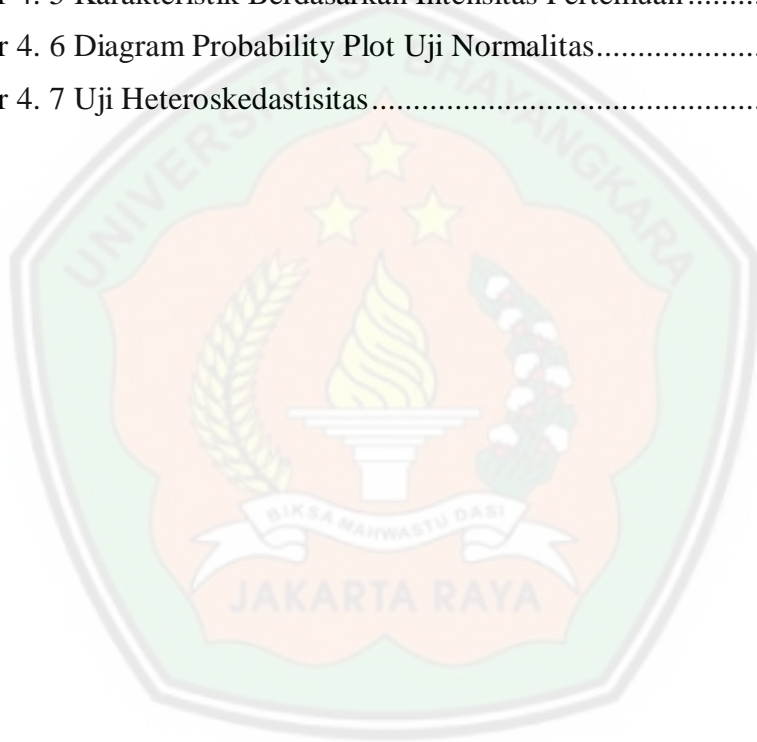 r 4. 5 Karakteristik Berdasarkan Intensitas Pertemuan..........
r 4. 6 Diagram Probability Plot Uji Normalitas...................
r 4. 7 Uji Heteroskedastisitas..........................................
UNIVERSITAS BHAYANGKARA
BIKSA MAHWASTU DASI
JAKARTA RAYA